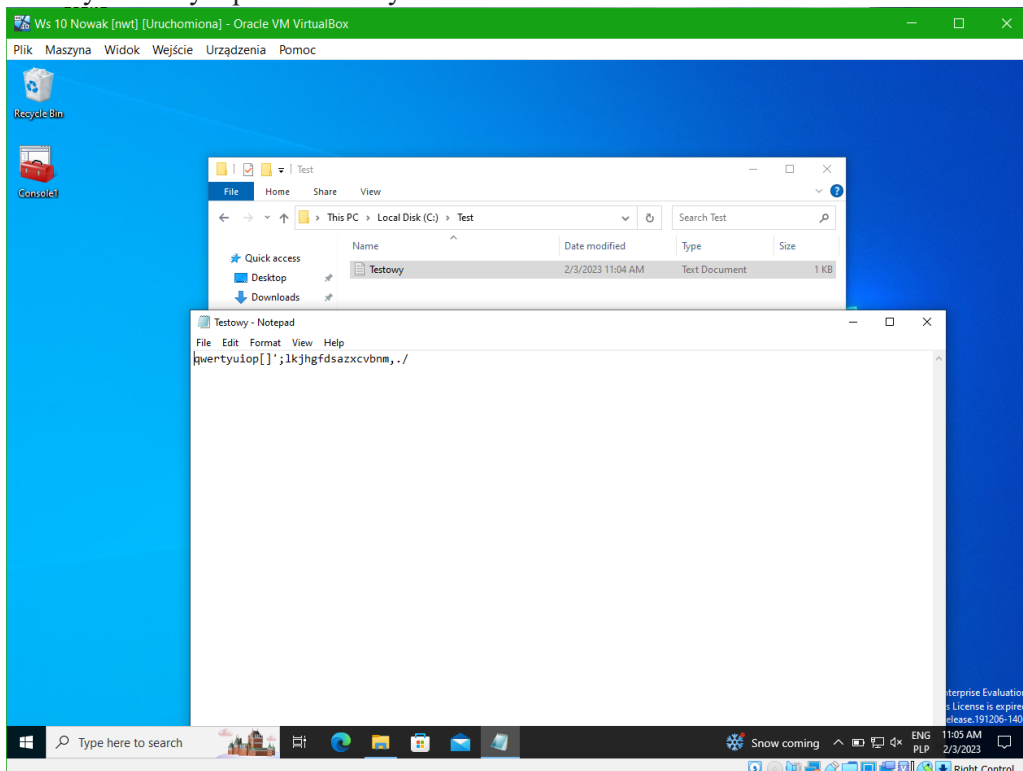 Ws 10 Nowak [nwt] [Uruchomiona] - Oracle VM VirtualBox
Plik Maszyna Widok Wejście Urządzenia Pomoc
Recycle Bin
Console1
Test
File Home Share View
This PC > Local Disk (C:) > Test
Search Test
Name Date modified Type Size
Quick access
Testowy 2/3/2023 11:04 AM Text Document 1 KB
Desktop
Downloads
Testowy - Notepad
File Edit Format View Help
qwertyuiop[]';lkjhgfdsazxcvbnm,./
Evaluation
License is
Type here to search
Snow coming
ENG 11:05 AM
PLP 2/3/2023
Right Control